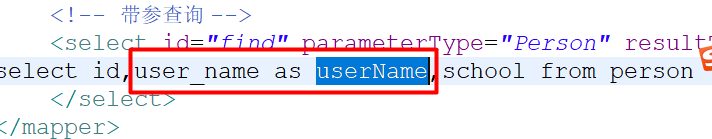 <!-- 带参查询 -->
<select id="find" parameterType="Person" result
select id,user_name as userName,school from person
</select>
</mapper>